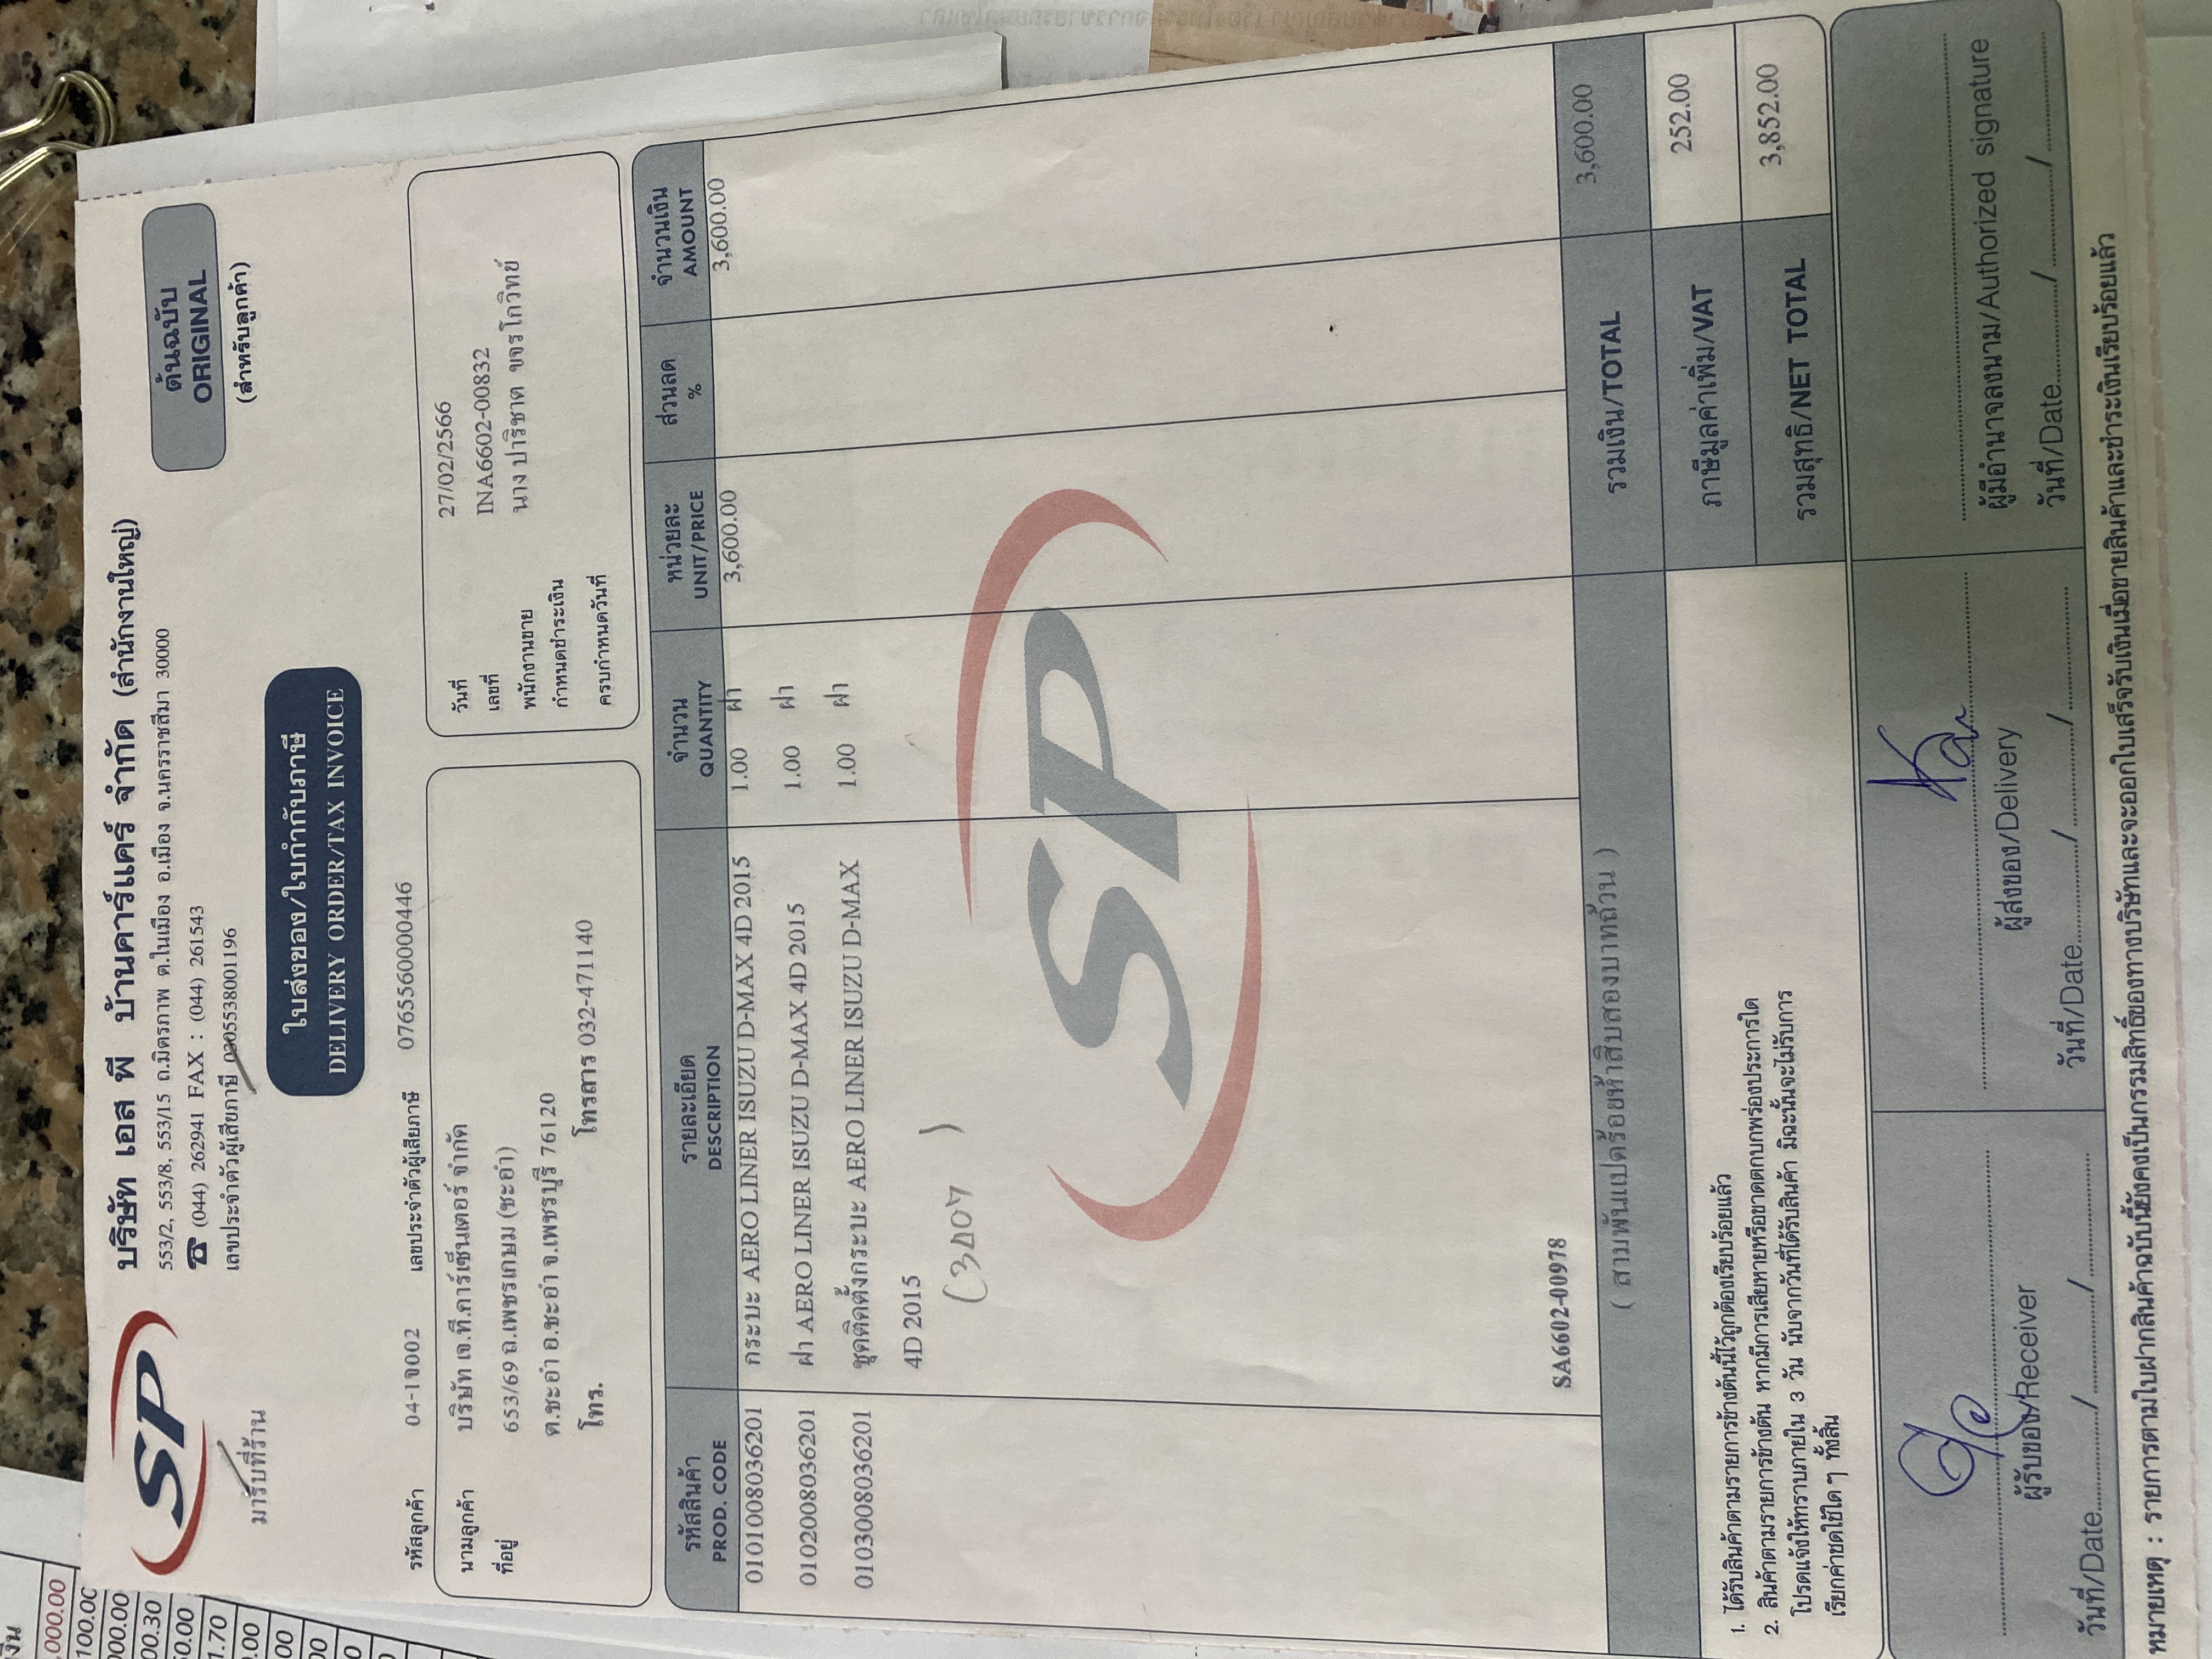 SP
มารับที่ร้าน
บริษัท เอส พี บ้านคาร์แคร์ จำกัด (สำนักงานใหญ่)
553/2, 553/8, 553/15 ถ.มิตรภาพ ต.ในเมือง อ.เมือง จ.นครราชสีมา 30000
☎ (044) 262941 FAX : (044) 261543
เลขประจำตัวผู้เสียภาษี 0305538001196
ต้นฉบับ
ORIGINAL
(สำหรับลูกค้า)
ใบส่งของ/ใบกำกับภาษี
DELIVERY ORDER/TAX INVOICE
รหัสลูกค้า 04-1จ002 เลขประจำตัวผู้เสียภาษี 0765560000446
นามลูกค้า บริษัท เจ.ที.คาร์เซ็นเตอร์ จำกัด
ที่อยู่ 653/69 ถ.เพชรเกษม (ชะอำ)
ต.ชะอำ อ.ชะอำ จ.เพชรบุรี 76120
โทร. โทรสาร 032-471140
วันที่ 27/02/2566
เลขที่ INA6602-00832
พนักงานขาย นาง ปาริชาต ขจรโกวิทย์
กำหนดชำระเงิน
ครบกำหนดวันที่
รหัสสินค้า รายละเอียด จำนวน หน่วยละ ส่วนลด จำนวนเงิน
PROD. CODE DESCRIPTION QUANTITY UNIT/PRICE % AMOUNT
0101008036201 กระบะ AERO LINER ISUZU D-MAX 4D 2015 1.00 ฝา 3,600.00 3,600.00
0102008036201 ฝา AERO LINER ISUZU D-MAX 4D 2015 1.00 ฝา
0103008036201 ชุดติดตั้งกระบะ AERO LINER ISUZU D-MAX 1.00 ฝา
4D 2015
SP
SA6602-00978
( สามพันแปดร้อยห้าสิบสองบาทถ้วน )
รวมเงิน/TOTAL 3,600.00
ภาษีมูลค่าเพิ่ม/VAT 252.00
รวมสุทธิ/NET TOTAL 3,852.00
1. ได้รับสินค้าตามรายการข้างต้นนี้ไว้ถูกต้องเรียบร้อยแล้ว
2. สินค้าตามรายการข้างต้น หากมีการเสียหายหรือขาดตกบกพร่องประการใด
โปรดแจ้งให้ทราบภายใน 3 วัน นับจากวันที่ได้รับสินค้า มิฉะนั้นจะไม่รับการ
เรียกค่าชดใช้ใดๆ ทั้งสิ้น
ผู้รับของ/Receiver
วันที่/Date......../......../........
ผู้ส่งของ/Delivery
วันที่/Date......../......../........
ผู้มีอำนาจลงนาม/Authorized signature
วันที่/Date......../......../........
หมายเหตุ : รายการตามใบฝากสินค้าฉบับนี้ยังคงเป็นกรรมสิทธิ์ของทางบริษัทและจะออกใบเสร็จรับเงินเมื่อขายสินค้าและชำระเงินเรียบร้อยแล้ว